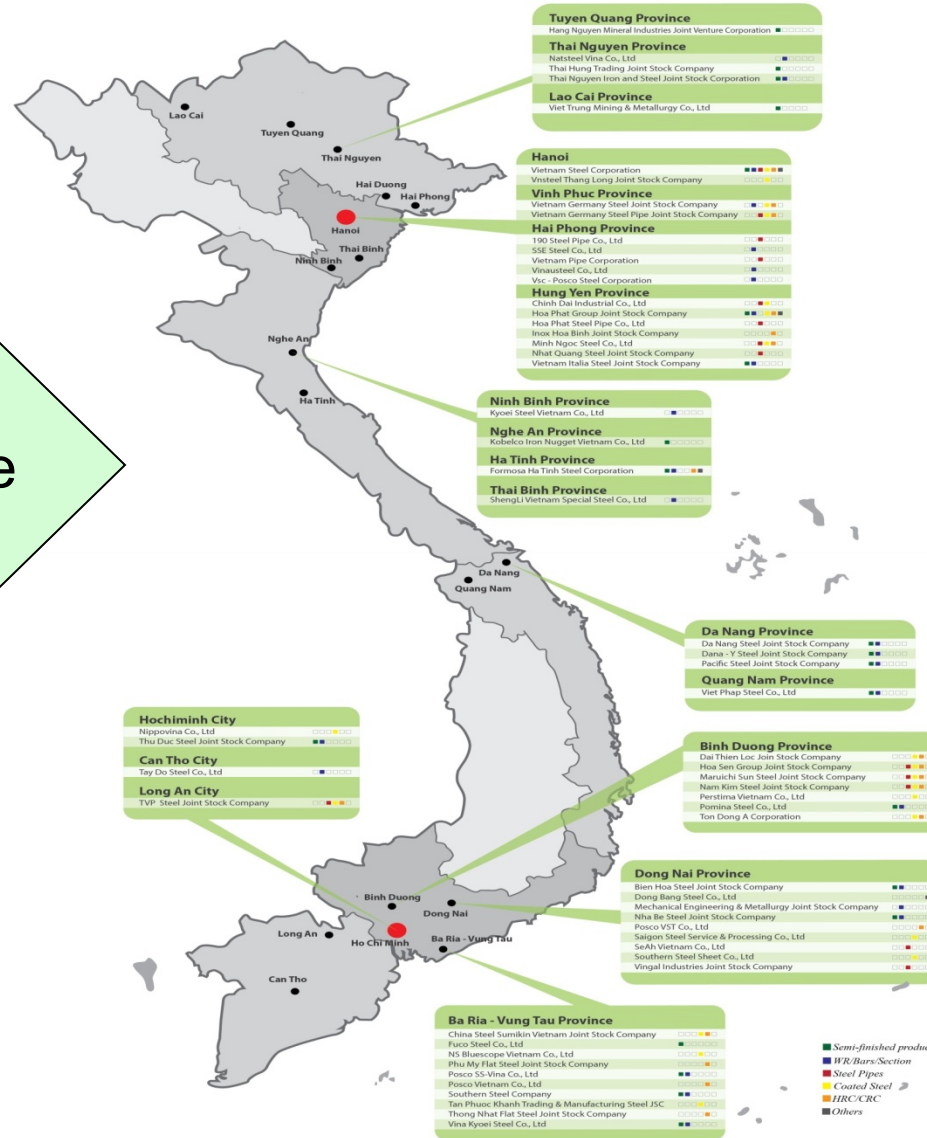 Tuyen Quang Province
Hang Nguyen Mineral Industries Joint Venture Corporation
Thai Nguyen Province
Natsteel Vina Co., Ltd
Thai Hung Trading Joint Stock Company
Thai Nguyen Iron and Steel Joint Stock Corporation
Lao Cai Province
Viet Trung Mining & Metallurgy Co., Ltd
Lao Cai
Tuyen Quang
Thai Nguyen
Hai Duong
Hai Phong
Hanoi
Thai Binh
Ninh Binh
Hanoi
Vietnam Steel Corporation
Vnsteel Thang Long Joint Stock Company
Vinh Phuc Province
Vietnam Germany Steel Joint Stock Company
Vietnam Germany Steel Pipe Joint Stock Company
Hai Phong Province
190 Steel Pipe Co., Ltd
SSE Steel Co., Ltd
Vietnam Pipe Corporation
Vinausteel Co., Ltd
Vsc - Posco Steel Corporation
Hung Yen Province
Chinh Dai Industrial Co., Ltd
Hoa Phat Group Joint Stock Company
Hoa Phat Steel Pipe Co., Ltd
Inox Hoa Binh Joint Stock Company
Minh Ngoc Steel Co., Ltd
Nhat Quang Steel Joint Stock Company
Vietnam Italia Steel Joint Stock Company
Nghe An
Ha Tinh
e
Ninh Binh Province
Kyoei Steel Vietnam Co., Ltd
Nghe An Province
Kobelco Iron Nugget Vietnam Co., Ltd
Ha Tinh Province
Formosa Ha Tinh Steel Corporation
Thai Binh Province
ShengLi Vietnam Special Steel Co., Ltd
Da Nang
Quang Nam
Da Nang Province
Da Nang Steel Joint Stock Company
Dana - Y Steel Joint Stock Company
Pacific Steel Joint Stock Company
Quang Nam Province
Viet Phap Steel Co., Ltd
Hochiminh City
Nippovina Co., Ltd
Thu Duc Steel Joint Stock Company
Can Tho City
Tay Do Steel Co., Ltd
Long An City
TVP Steel Joint Stock Company
Binh Duong Province
Dai Thien Loc Join Stock Company
Hoa Sen Group Joint Stock Company
Maruichi Sun Steel Joint Stock Company
Nam Kim Steel Joint Stock Company
Perstima Vietnam Co., Ltd
Pomina Steel Co., Ltd
Ton Dong A Corporation
Binh Duong
Dong Nai
Long An
Ho Chi Minh
Ba Ria - Vung Tau
Can Tho
Dong Nai Province
Bien Hoa Steel Joint Stock Company
Dong Bang Steel Co., Ltd
Mechanical Engineering & Metallurgy Joint Stock Company
Nha Be Steel Joint Stock Company
Posco VST Co., Ltd
Saigon Steel Service & Processing Co., Ltd
SeAh Vietnam Co., Ltd
Southern Steel Sheet Co., Ltd
Vingal Industries Joint Stock Company
Ba Ria - Vung Tau Province
China Steel Sumikin Vietnam Joint Stock Company
Fuco Steel Co., Ltd
NS Bluescope Vietnam Co., Ltd
Phu My Flat Steel Joint Stock Company
Posco SS-Vina Co., Ltd
Posco Vietnam Co., Ltd
Southern Steel Company
Tan Phuoc Khanh Trading & Manufacturing Steel JSC
Thong Nhat Flat Steel Joint Stock Company
Vina Kyoei Steel Co., Ltd
Semi-finished produ
WR/Bars/Section
Steel Pipes
Coated Steel
HRC/CRC
Others